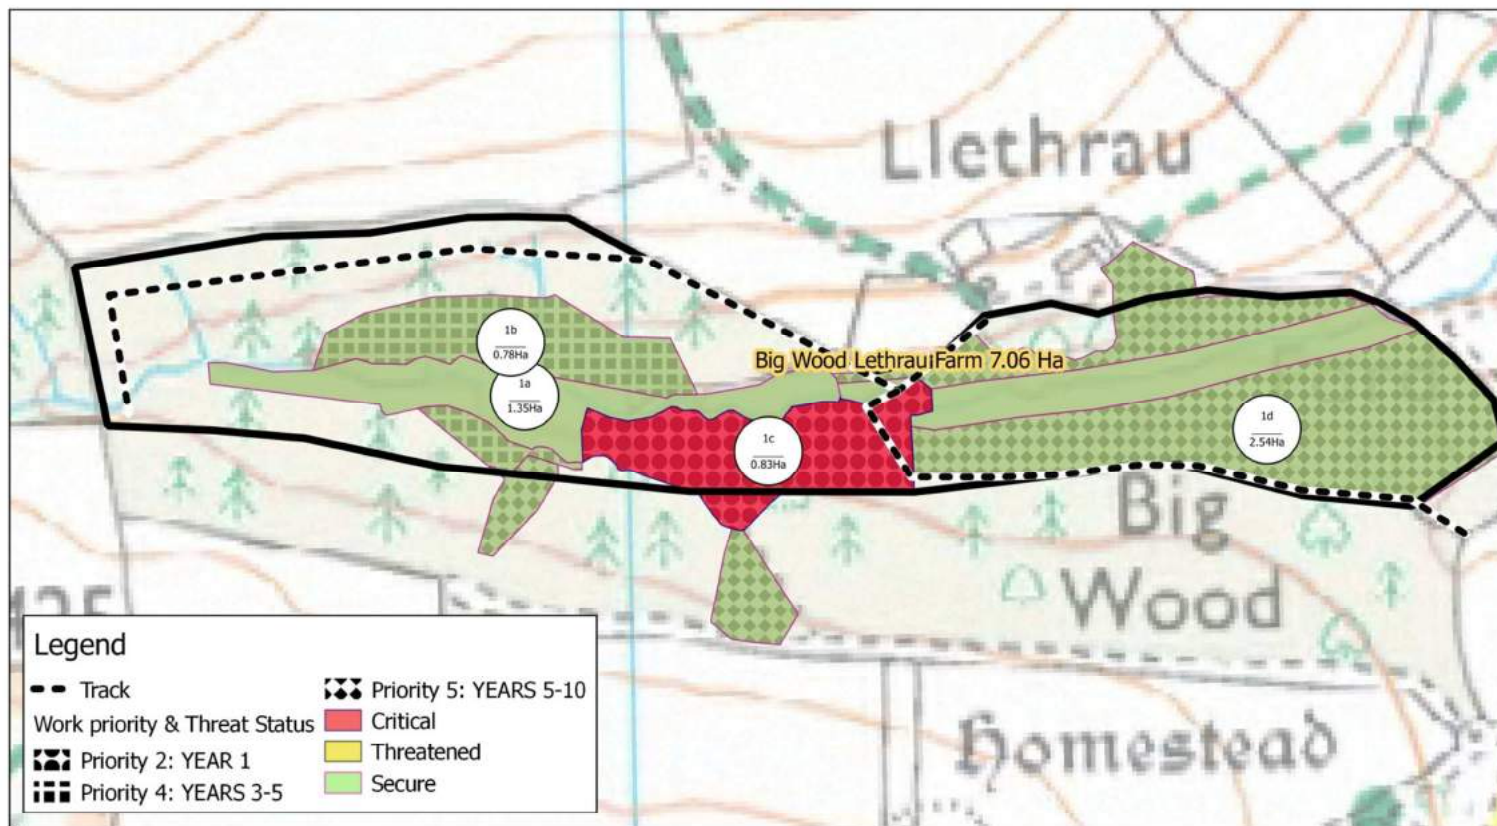 Llethrau
1b
0.78Ha
Big Wood LethrauFarm 7.06 Ha
1a
1.35Ha
1d
2.54Ha
1c
0.83Ha
Big
Wood
Homestead
Legend
Track
Work priority & Threat Status
Priority 2: YEAR 1
Priority 4: YEARS 3-5
Priority 5: YEARS 5-10
Critical
Threatened
Secure